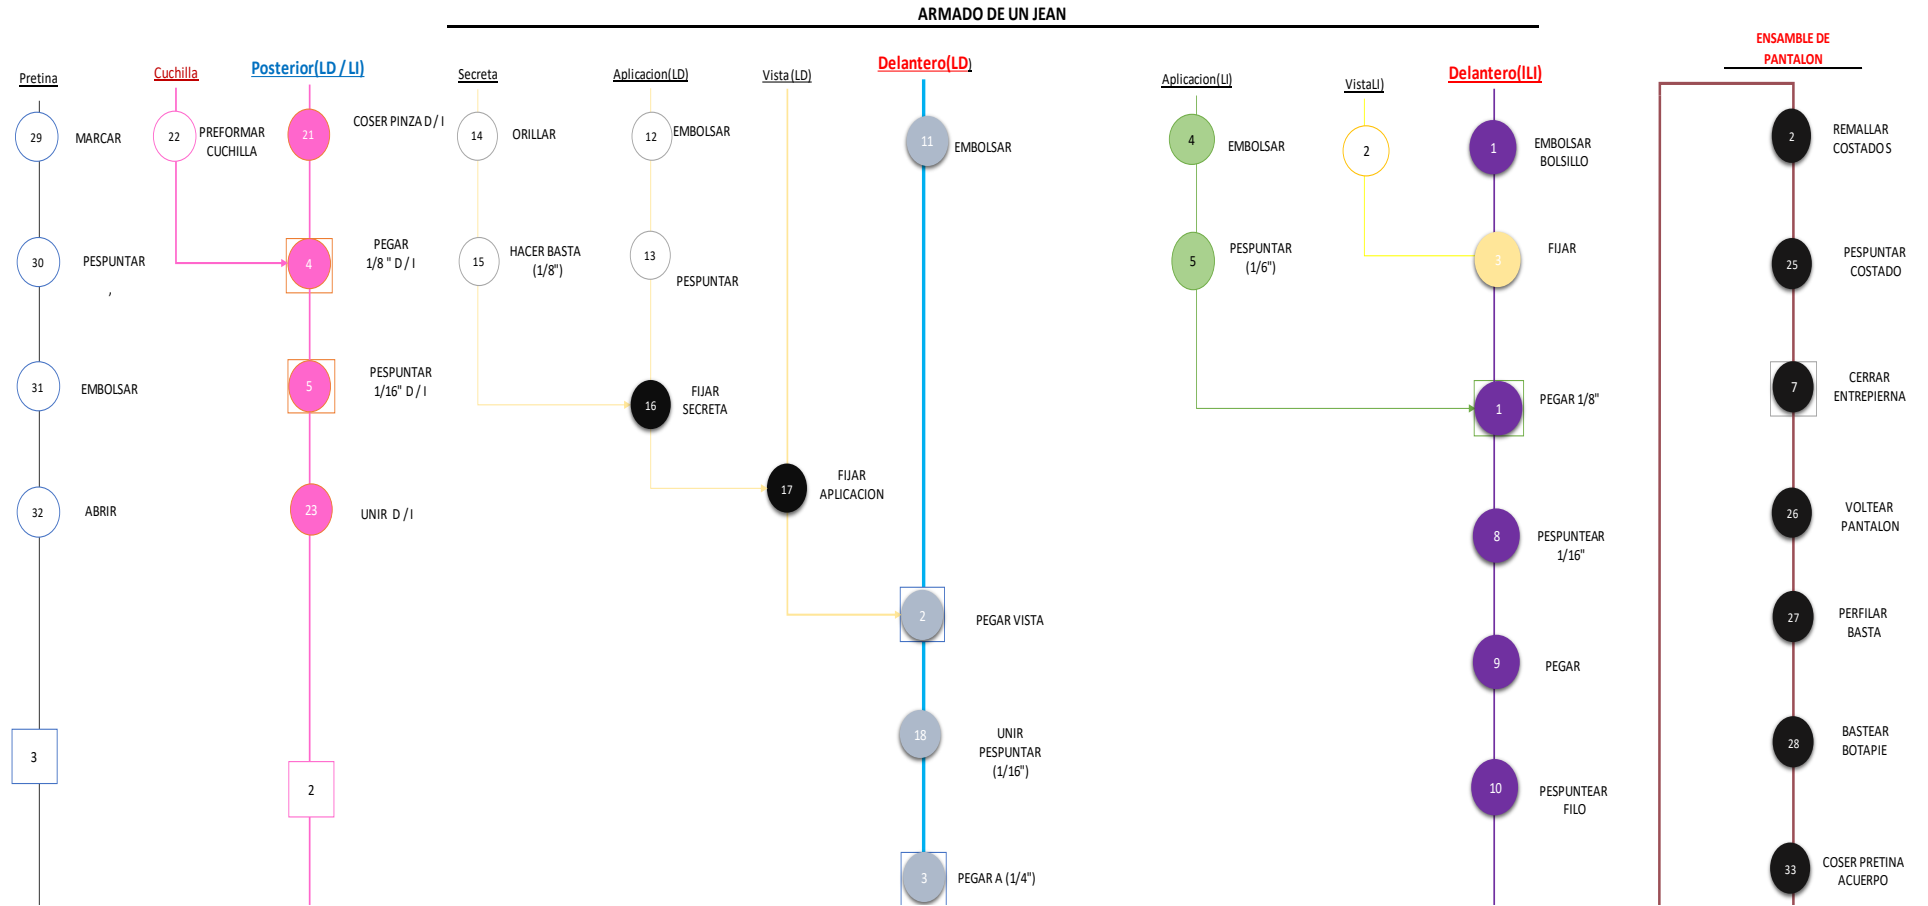 ARMADO DE UN JEAN
Pretina
29
MARCAR
30
PESPUNTAR
,
31
EMBOLSAR
32
ABRIR
3
Cuchilla
22
PREFORMAR
CUCHILLA
Posterior(LD / LI)
21
COSER PINZA D / I
4
PEGAR
1/8 " D / I
5
PESPUNTAR
1/16" D / I
23
UNIR D / I
2
Secreta
14
ORILLAR
15
HACER BASTA
(1/8")
Aplicacion(LD)
12
EMBOLSAR
13
PESPUNTAR
16
FIJAR
SECRETA
Vista(LD)
17
FIJAR
APLICACION
Delantero(LD)
11
EMBOLSAR
2
PEGAR VISTA
18
UNIR
PESPUNTAR
(1/16")
3
PEGAR A (1/4")
Aplicacion(LI)
4
EMBOLSAR
5
PESPUNTAR
(1/6")
VistaLI)
2
Delantero(lLI)
1
EMBOLSAR
BOLSILLO
3
FIJAR
1
PEGAR 1/8"
8
PESPUNTEAR
1/16"
9
PEGAR
10
PESPUNTEAR
FILO
ENSAMBLE DE
PANTALON
2
REMALLAR
COSTADOS
25
PESPUNTAR
COSTADO
7
CERRAR
ENTREPIERNA
26
VOLTEAR
PANTALON
27
PERFILAR
BASTA
28
BASTEAR
BOTAPIE
33
COSER PRETINA
ACUERPO